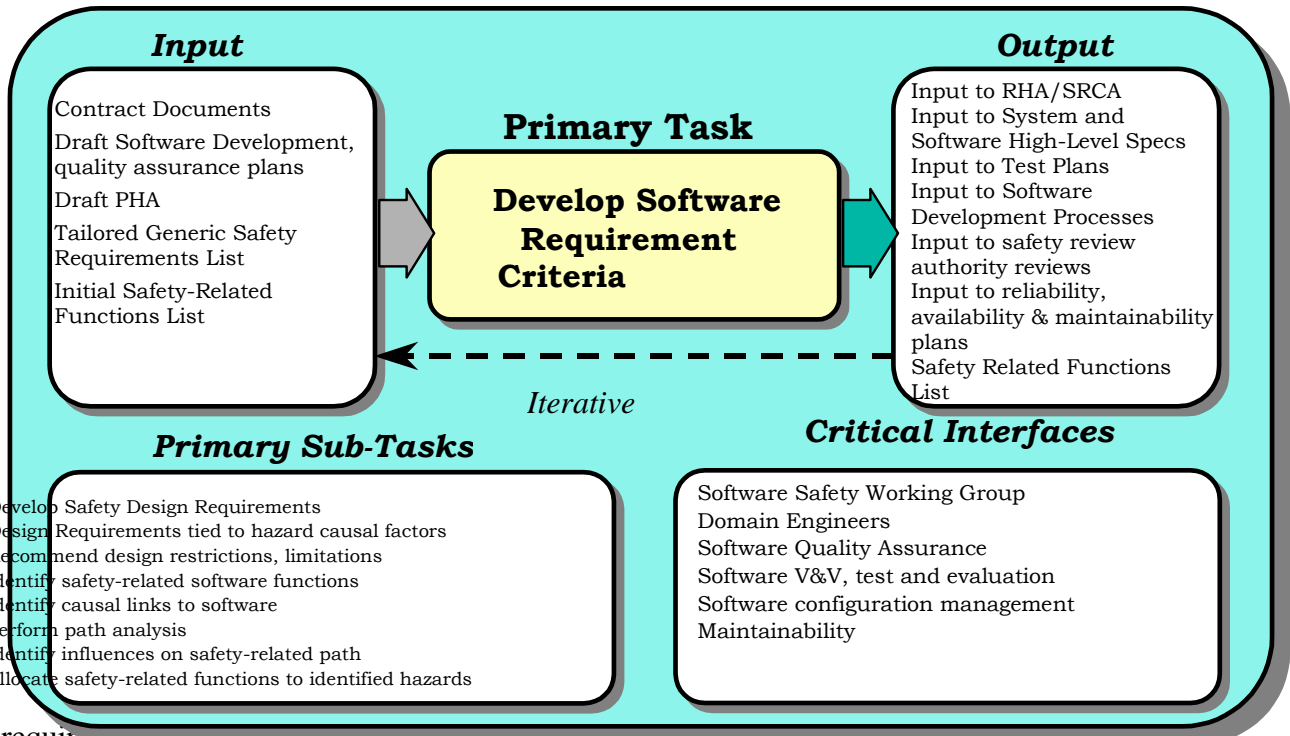 Input
Contract Documents
Draft Software Development,
quality assurance plans
Draft PHA
Tailored Generic Safety
Requirements List
Initial Safety-Related
Functions List
Primary Task
Develop Software
Requirement
Criteria
Output
Input to RHA/SRCA
Input to System and
Software High-Level Specs
Input to Test Plans
Input to Software
Development Processes
Input to safety review
authority reviews
Input to reliability,
availability & maintainability
plans
Safety Related Functions
List
Iterative
Primary Sub-Tasks
evelop Safety Design Requirements
esign Requirements tied to hazard causal factors
ecommend design restrictions, limitations
dentify safety-related software functions
dentify causal links to software
erform path analysis
dentify influences on safety-related path
llocate safety-related functions to identified hazards
Critical Interfaces
Software Safety Working Group
Domain Engineers
Software Quality Assurance
Software V&V, test and evaluation
Software configuration management
Maintainability